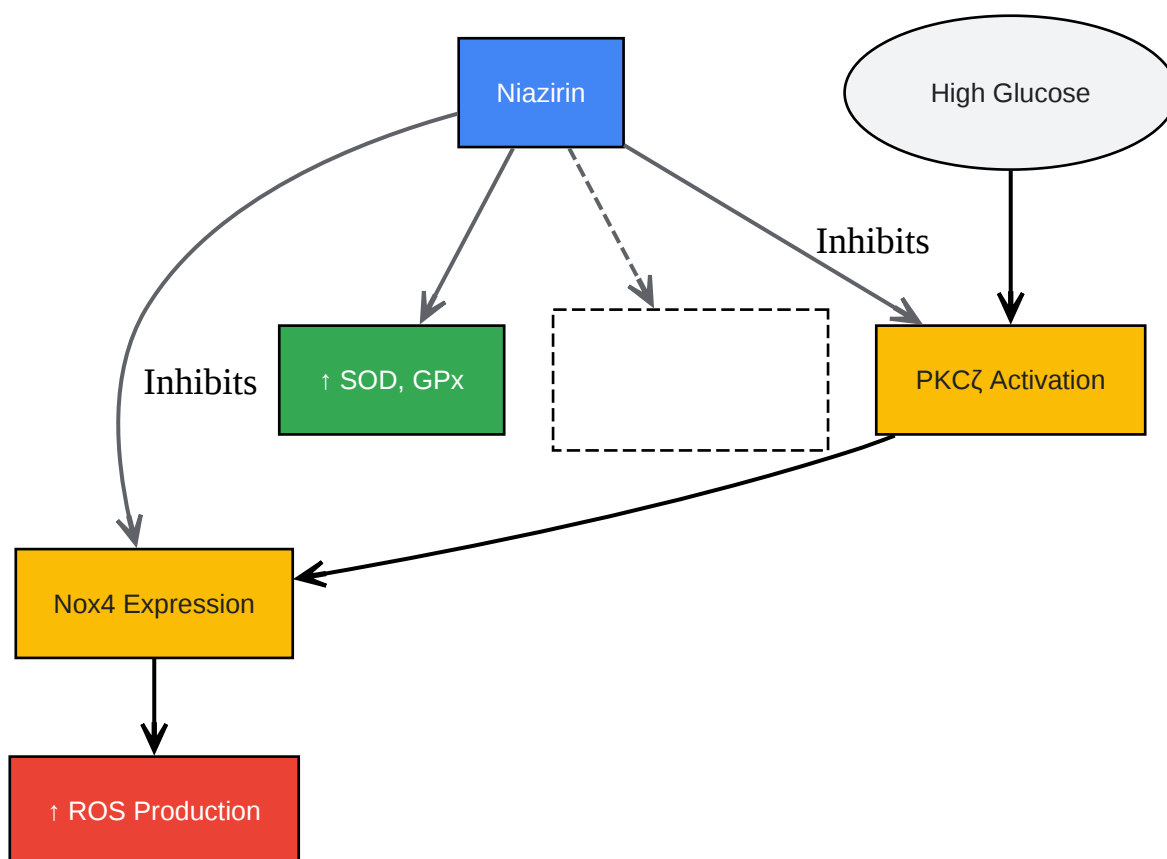 Niazirin
High Glucose
Inhibits
Inhibits
↑ SOD, GPx
PKCζ Activation
Nox4 Expression
↑ ROS Production